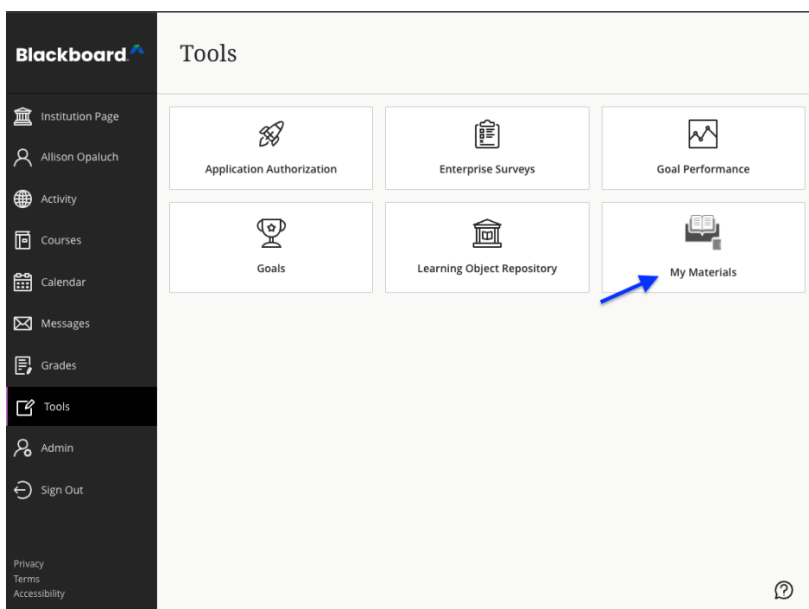 Blackboard
Institution Page
Allison Opaluch
Activity
Courses
Calendar
Messages
Grades
Tools
Admin
Sign Out
Privacy
Terms
Accessibility
Tools
Application Authorization
Enterprise Surveys
Goal Performance
Goals
Learning Object Repository
My Materials